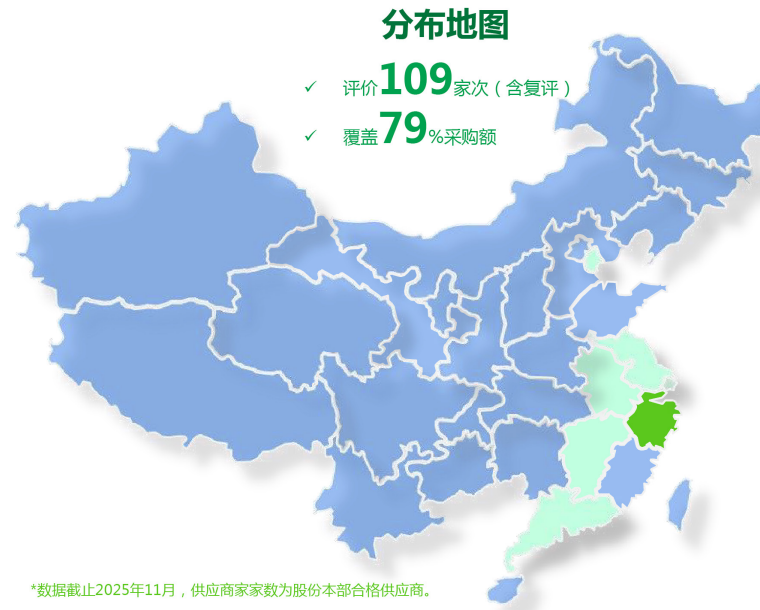 分布地图
✓ 评价109家次（含复评）
✓ 覆盖79%采购额
*数据截止2025年11月，供应商家家数为股份本部合格供应商。